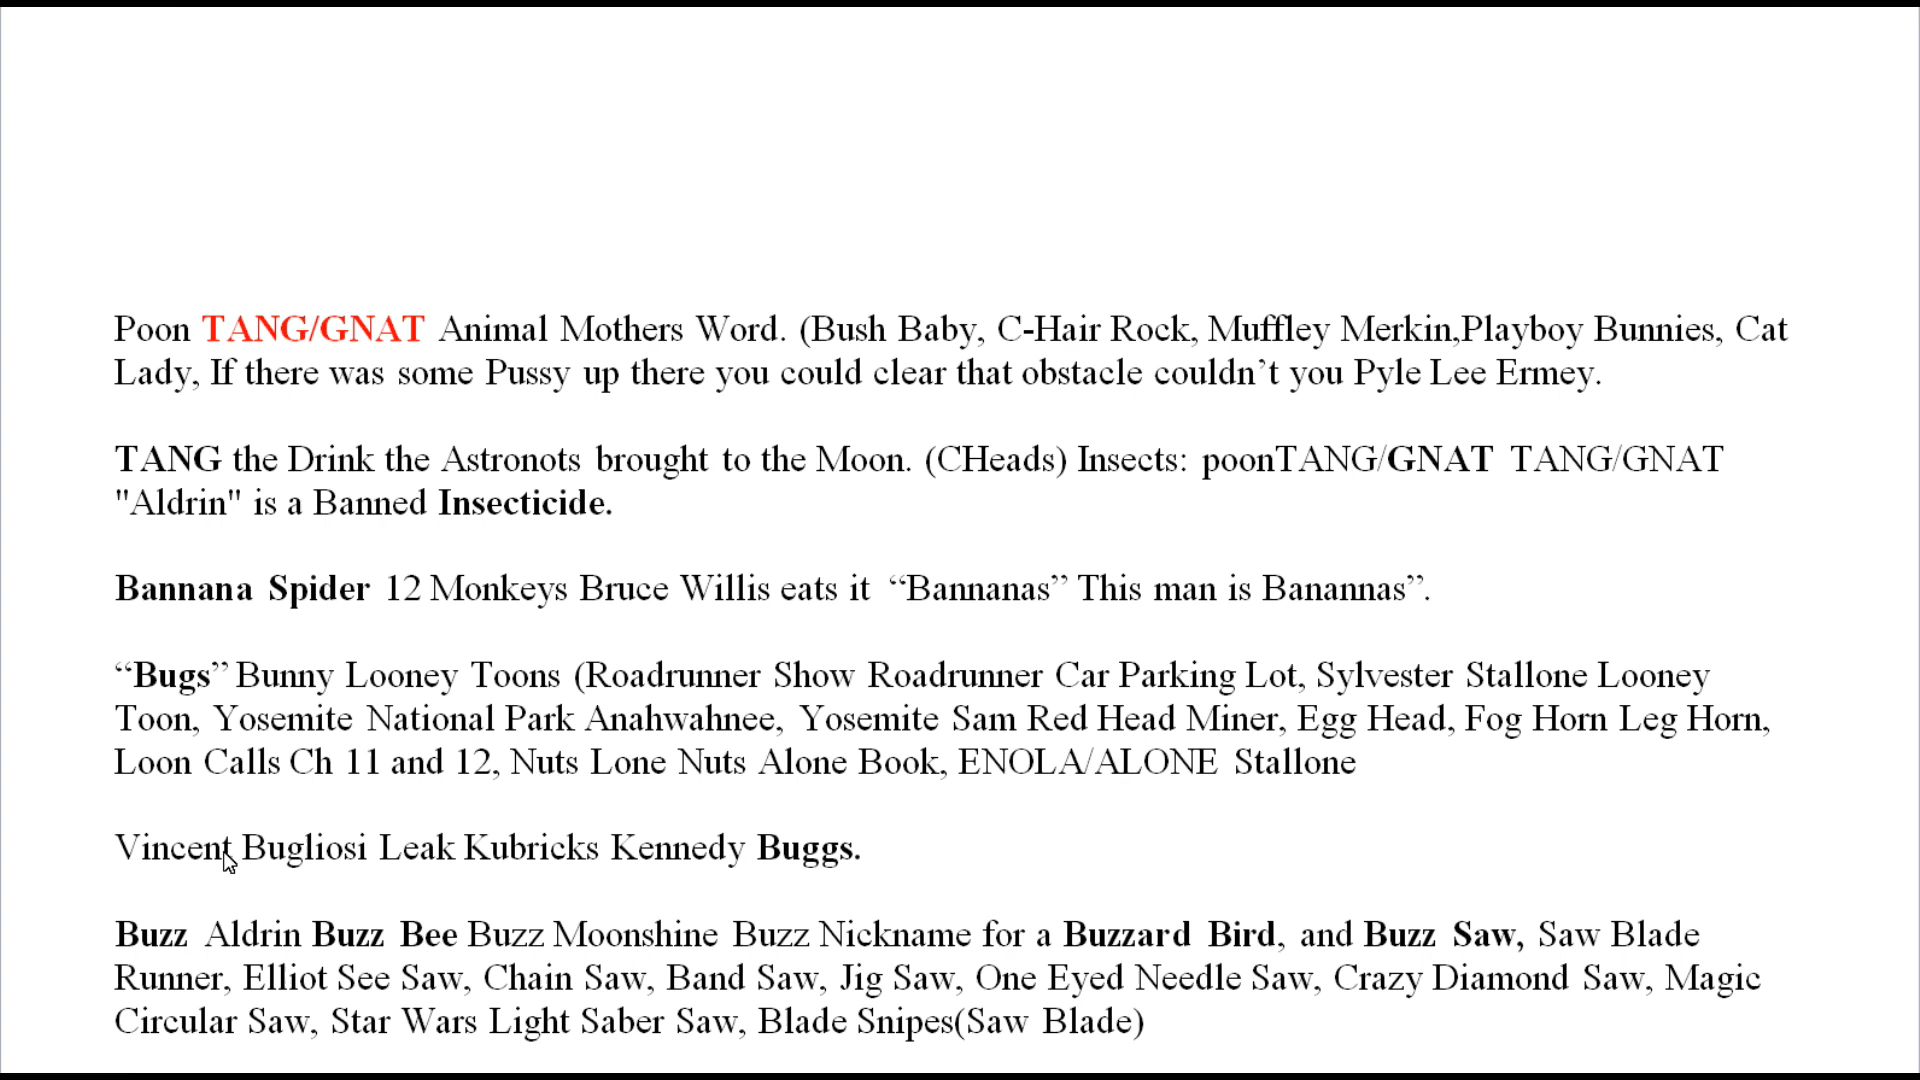 Poon TANG/GNAT Animal Mothers Word. (Bush Baby, C-Hair Rock, Muffley Merkin,Playboy Bunnies, Cat
Lady, If there was some Pussy up there you could clear that obstacle couldn’t you Pyle Lee Ermey.
TANG the Drink the Astronots brought to the Moon. (CHeads) Insects: poonTANG/GNAT TANG/GNAT
"Aldrin" is a Banned Insecticide.
Bannana Spider 12 Monkeys Bruce Willis eats it “Bannanas” This man is Banannas”.
“Bugs” Bunny Looney Toons (Roadrunner Show Roadrunner Car Parking Lot, Sylvester Stallone Looney
Toon, Yosemite National Park Anahwahnee, Yosemite Sam Red Head Miner, Egg Head, Fog Horn Leg Horn,
Loon Calls Ch 11 and 12, Nuts Lone Nuts Alone Book, ENOLA/ALONE Stallone
Vincent Bugliosi Leak Kubricks Kennedy Buggs.
Buzz Aldrin Buzz Bee Buzz Moonshine Buzz Nickname for a Buzzard Bird, and Buzz Saw, Saw Blade
Runner, Elliot See Saw, Chain Saw, Band Saw, Jig Saw, One Eyed Needle Saw, Crazy Diamond Saw, Magic
Circular Saw, Star Wars Light Saber Saw, Blade Snipes(Saw Blade)